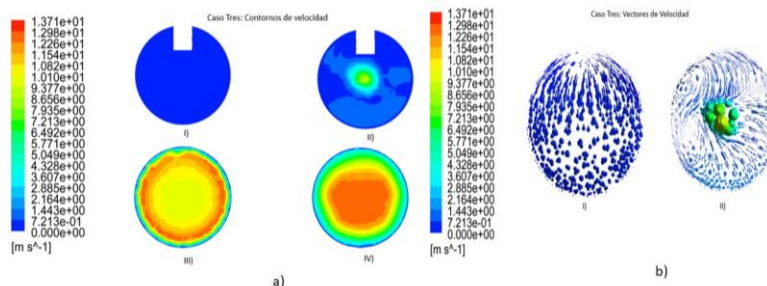 Caso Tres: Contornos de velocidad
1.371e+01
1.298e+01
1.226e+01
1.154e+01
1.082e+01
1.010e+01
9.377e+00
8.656e+00
7.935e+00
7.213e+00
6.492e+00
5.771e+00
5.049e+00
4.328e+00
3.607e+00
2.885e+00
2.164e+00
1.443e+00
7.213e-01
0.000e+00
[m s^-1]
I)
II)
III)
IV)
a)
Caso Tres: Vectores de Velocidad
1.371e+01
1.298e+01
1.226e+01
1.154e+01
1.082e+01
1.010e+01
9.377e+00
8.656e+00
7.935e+00
7.213e+00
6.492e+00
5.771e+00
5.049e+00
4.328e+00
3.607e+00
2.885e+00
2.164e+00
1.443e+00
7.213e-01
0.000e+00
[m s^-1]
I)
II)
b)